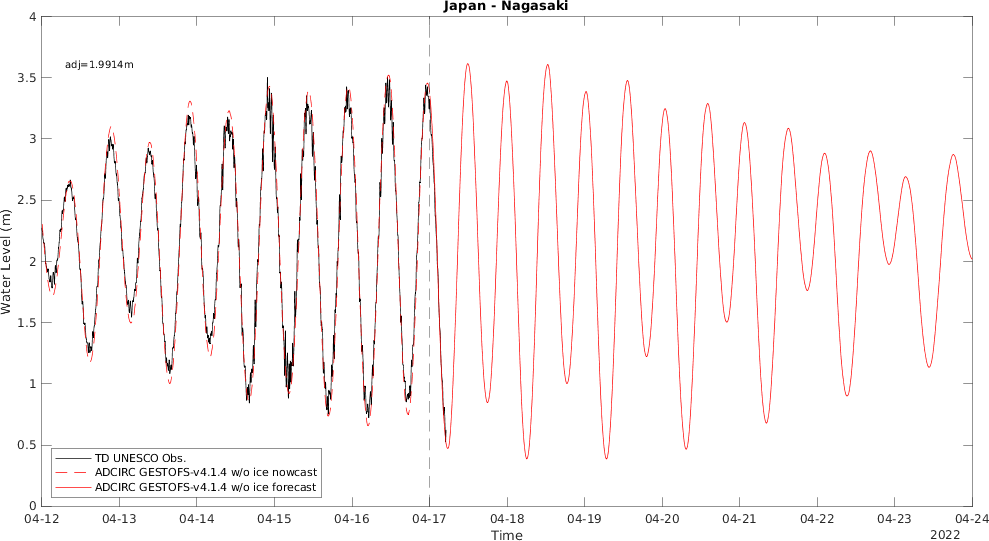 Japan - Nagasaki
4
adj=1.9914m
3.5
3
2.5
Water Level (m)
2
1.5
1
0.5
TD UNESCO Obs.
ADCIRC GESTOFS-v4.1.4 w/o ice nowcast
ADCIRC GESTOFS-v4.1.4 w/o ice forecast
0
04-12 04-13 04-14 04-15 04-16 04-17 04-18 04-19 04-20 04-21 04-22 04-23 04-24
Time
2022